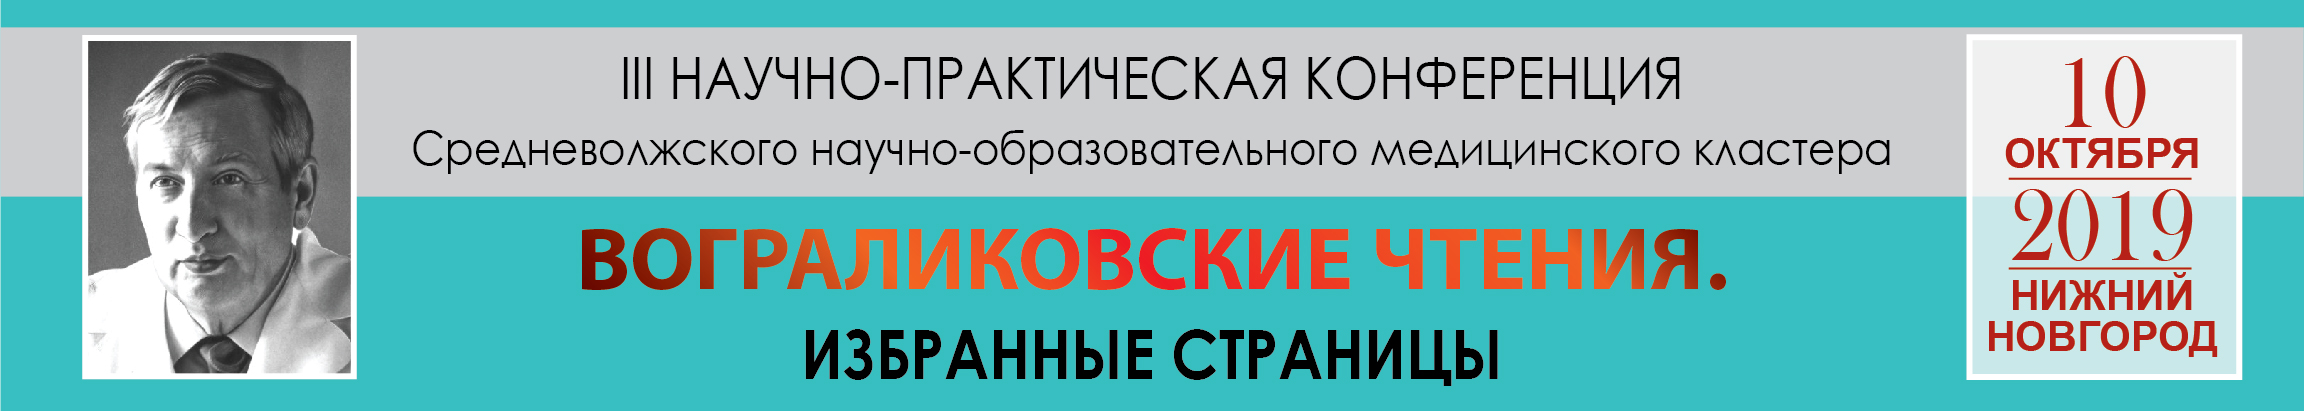 III НАУЧНО-ПРАКТИЧЕСКАЯ КОНФЕРЕНЦИЯ
Средневолжского научно-образовательного медицинского кластера
ВОГРАЛИКОВСКИЕ ЧТЕНИЯ.
ИЗБРАННЫЕ СТРАНИЦЫ
10
ОКТЯБРЯ
2019
НИЖНИЙ
НОВГОРОД